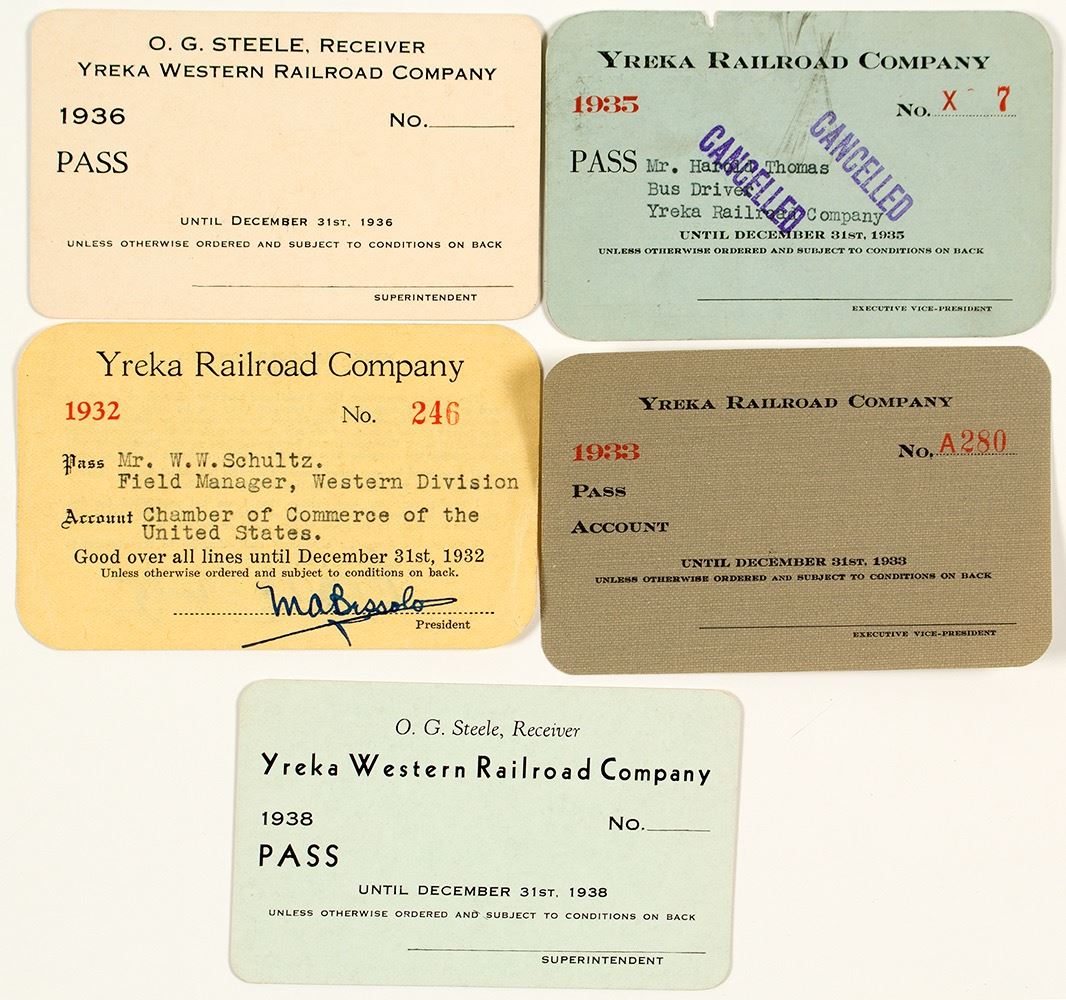 O. G. STEELE, RECEIVER
YREKA WESTERN RAILROAD COMPANY
1936 No.
PASS
UNTIL DECEMBER 31ST, 1936
UNLESS OTHERWISE ORDERED AND SUBJECT TO CONDITIONS ON BACK
SUPERINTENDENT
YREKA RAILROAD COMPANY
1935 No. X 7
PASS Mr. Harold Thomas
Bus Driver
Yreka Railroad Company
CANCELLED
CANCELLED
UNTIL DECEMBER 31ST, 1935
UNLESS OTHERWISE ORDERED AND SUBJECT TO CONDITIONS ON BACK
EXECUTIVE VICE-PRESIDENT
Yreka Railroad Company
1932 No. 246
Pass Mr. W.W.Schultz.
Field Manager, Western Division
Account Chamber of Commerce of the
United States.
Good over all lines until December 31st, 1932
Unless otherwise ordered and subject to conditions on back.
President
YREKA RAILROAD COMPANY
1933 No. A280
PASS
ACCOUNT
UNTIL DECEMBER 31ST, 1933
UNLESS OTHERWISE ORDERED AND SUBJECT TO CONDITIONS ON BACK
EXECUTIVE VICE-PRESIDENT
O. G. Steele, Receiver
Yreka Western Railroad Company
1938 No.
PASS
UNTIL DECEMBER 31ST, 1938
UNLESS OTHERWISE ORDERED AND SUBJECT TO CONDITIONS ON BACK
SUPERINTENDENT